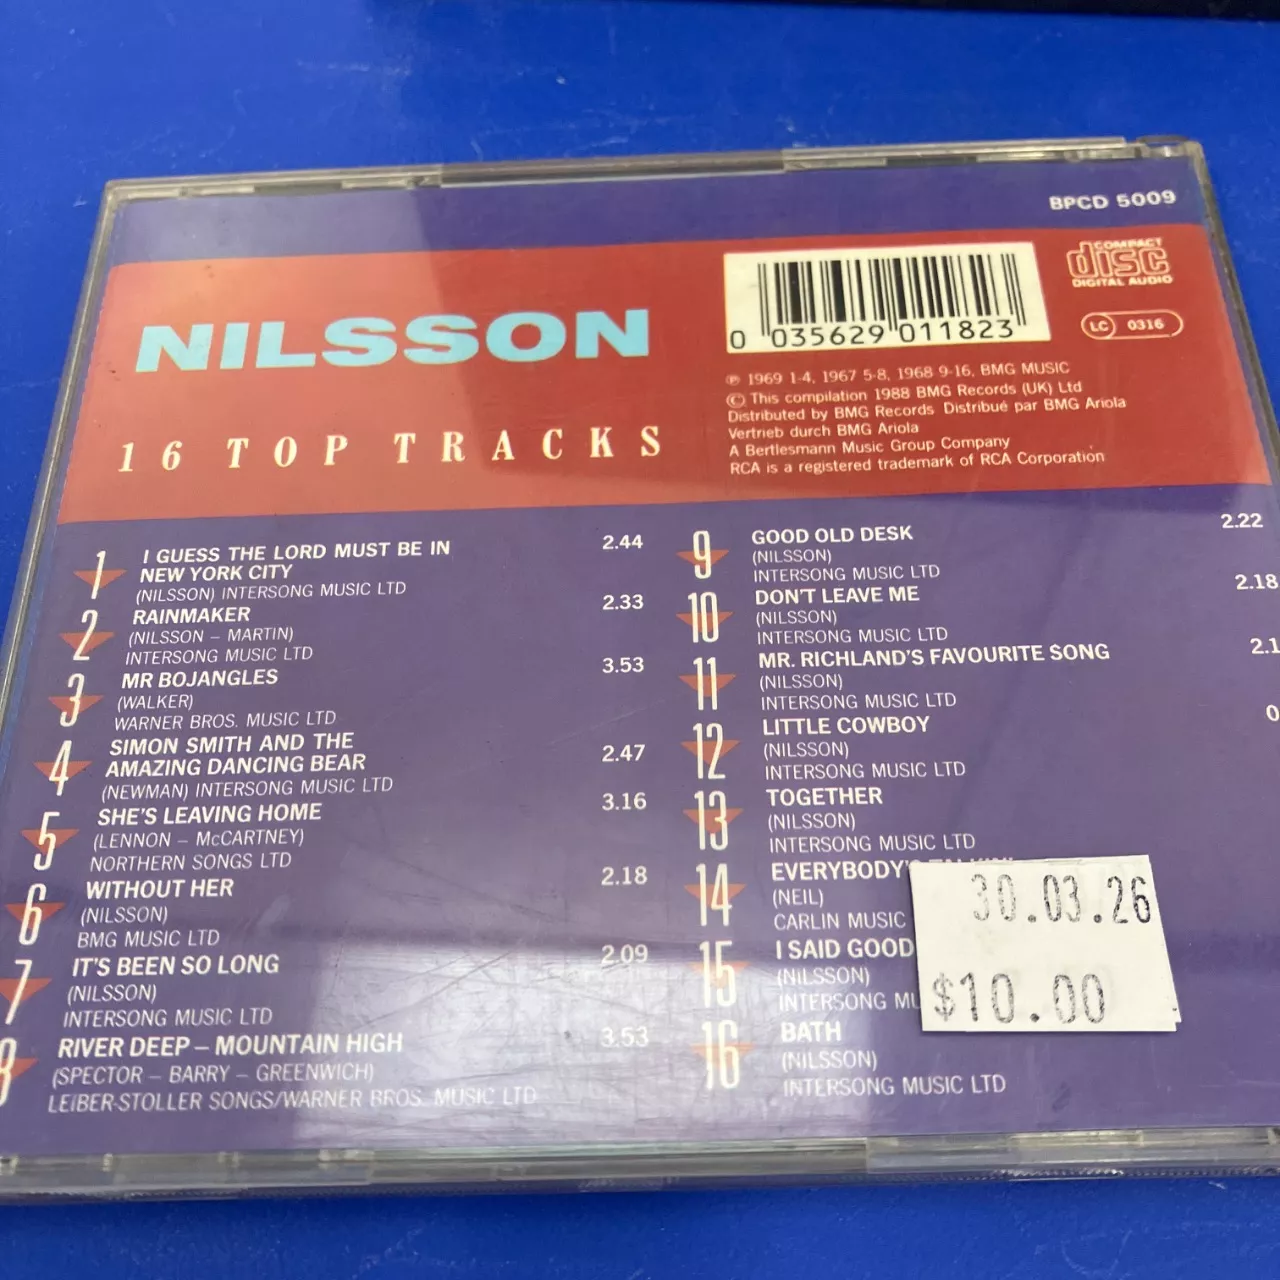 BPCD 5009
COMPACT
disc
DIGITAL AUDIO
LC 0316
0 035629 011823
NILSSON
16 TOP TRACKS
℗ 1969 1-4, 1967 5-8, 1968 9-16, BMG MUSIC
© This compilation 1988 BMG Records (UK) Ltd
Distributed by BMG Records Distribué par BMG Ariola
Vertrieb durch BMG Ariola
A Bertlesmann Music Group Company
RCA is a registered trademark of RCA Corporation
1 I GUESS THE LORD MUST BE IN 2.44
NEW YORK CITY
(NILSSON) INTERSONG MUSIC LTD
2 RAINMAKER 2.33
(NILSSON – MARTIN)
INTERSONG MUSIC LTD
3 MR BOJANGLES 3.53
(WALKER)
WARNER BROS. MUSIC LTD
4 SIMON SMITH AND THE
AMAZING DANCING BEAR 2.47
(NEWMAN) INTERSONG MUSIC LTD
5 SHE'S LEAVING HOME 3.16
(LENNON – McCARTNEY)
NORTHERN SONGS LTD
6 WITHOUT HER 2.18
(NILSSON)
BMG MUSIC LTD
7 IT'S BEEN SO LONG 2.09
(NILSSON)
INTERSONG MUSIC LTD
8 RIVER DEEP – MOUNTAIN HIGH 3.53
(SPECTOR – BARRY – GREENWICH)
LEIBER-STOLLER SONGS/WARNER BROS. MUSIC LTD
9 GOOD OLD DESK 2.22
(NILSSON)
INTERSONG MUSIC LTD
10 DON'T LEAVE ME 2.18
(NILSSON)
INTERSONG MUSIC LTD
11 MR. RICHLAND'S FAVOURITE SONG 2.1
(NILSSON)
INTERSONG MUSIC LTD
12 LITTLE COWBOY 0
(NILSSON)
INTERSONG MUSIC LTD
13 TOGETHER
(NILSSON)
INTERSONG MUSIC LTD
14 EVERYBODY'S TALKIN'
(NEIL)
CARLIN MUSIC
15 I SAID GOOD
(NILSSON)
INTERSONG MU
16 BATH
(NILSSON)
INTERSONG MUSIC LTD
30.03.26
$10.00